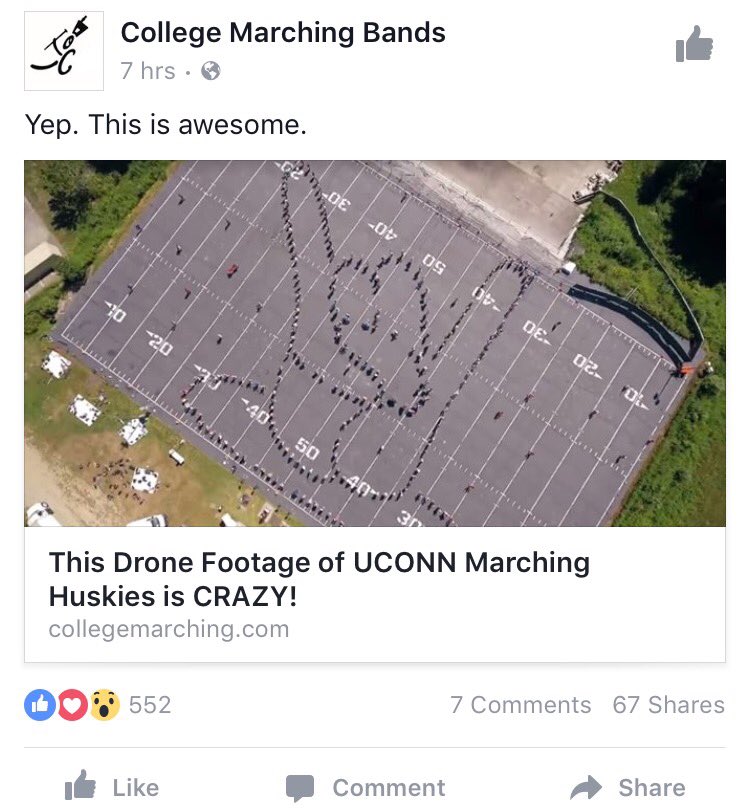 College Marching Bands
7 hrs ·
Yep. This is awesome.
20
30
40
50
40
30
20
10
10
20
30
40
50
40
30
This Drone Footage of UCONN Marching
Huskies is CRAZY!
collegemarching.com
552
7 Comments 67 Shares
Like Comment Share